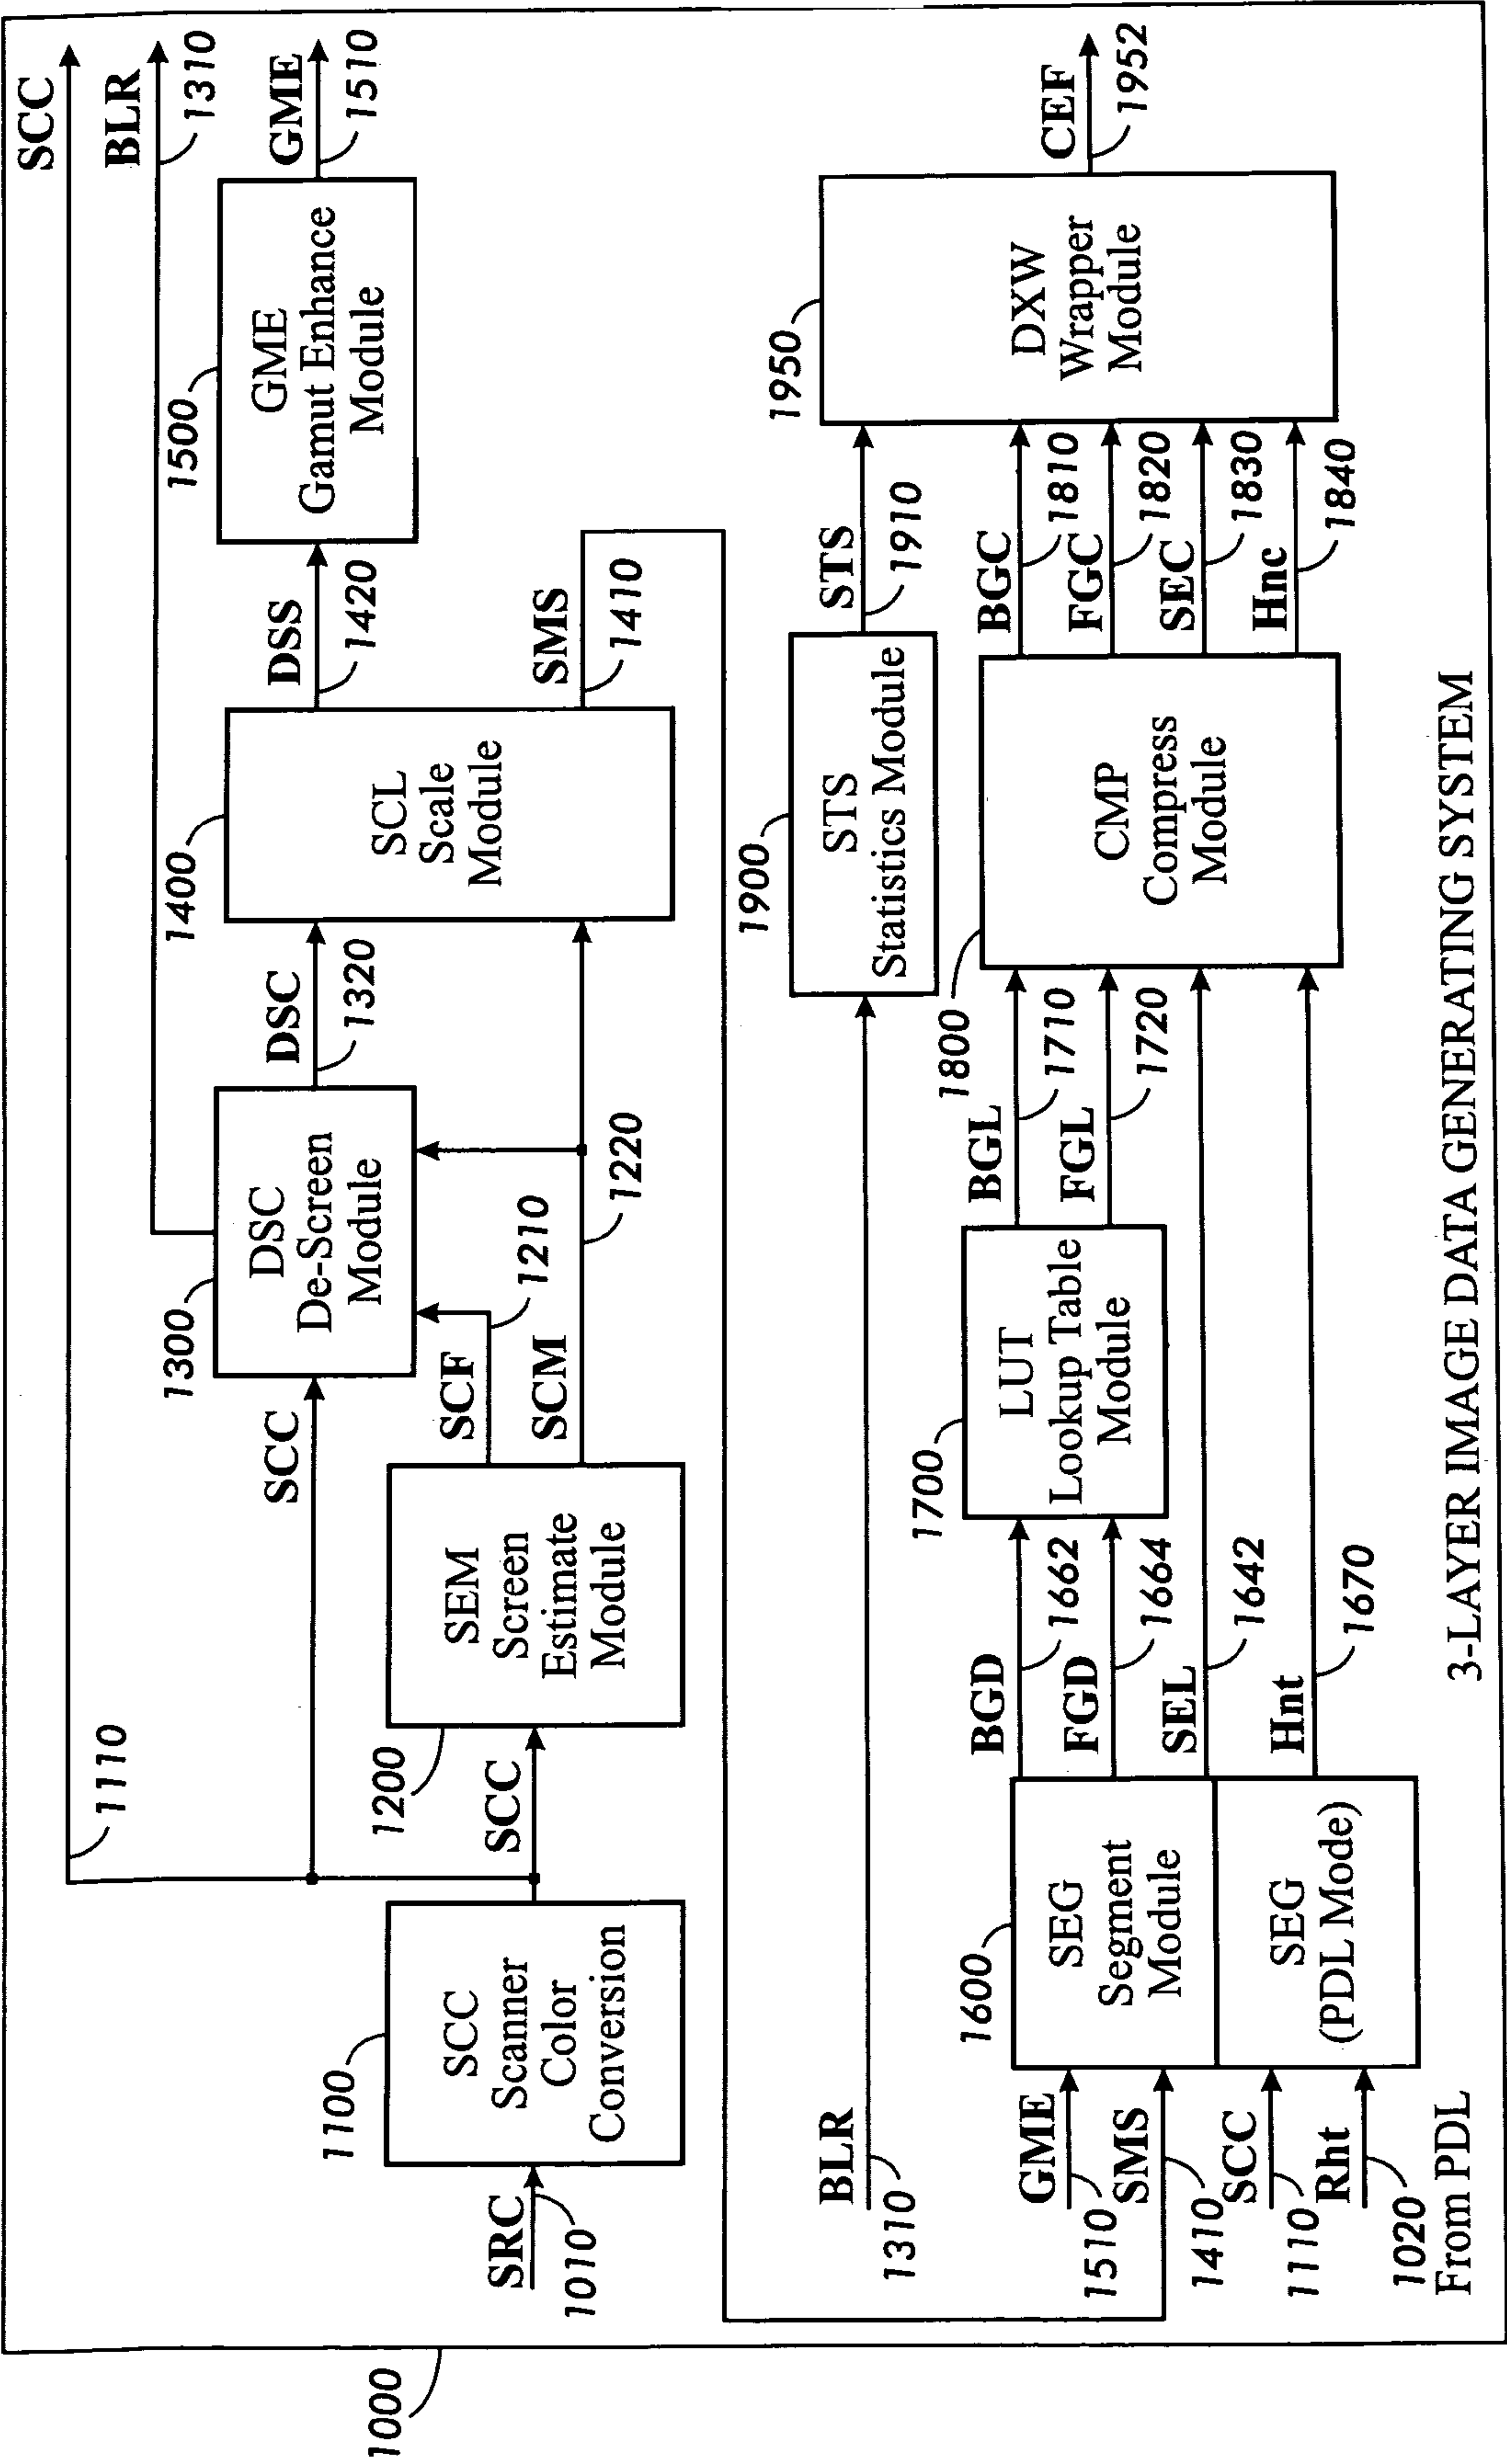 1000
SCC
1110
BLR
1310
SRC
1010
1100
SCC
Scanner
Color
Conversion
SCC
1200
SEM
Screen
Estimate
Module
SCC
SCF
1210
SCM
1220
1300
DSC
De-Screen
Module
DSC
1320
1400
SCL
Scale
Module
DSS
1420
SMS
1410
1500
GME
Gamut Enhance
Module
GME
1510
BLR
1310
1900
STS
Statistics Module
STS
1910
GME
1510
SMS
1410
SCC
1110
Rht
1020
From PDL
1600
SEG
Segment
Module
SEG
(PDL Mode)
BGD
1662
FGD
1664
SEL
1642
Hnt
1670
1700
LUT
Lookup Table
Module
BGL
1710
FGL
1720
1800
CMP
Compress
Module
BGC
1810
FGC
1820
SEC
1830
Hnc
1840
1950
DXW
Wrapper
Module
CEF
1952
3-LAYER IMAGE DATA GENERATING SYSTEM